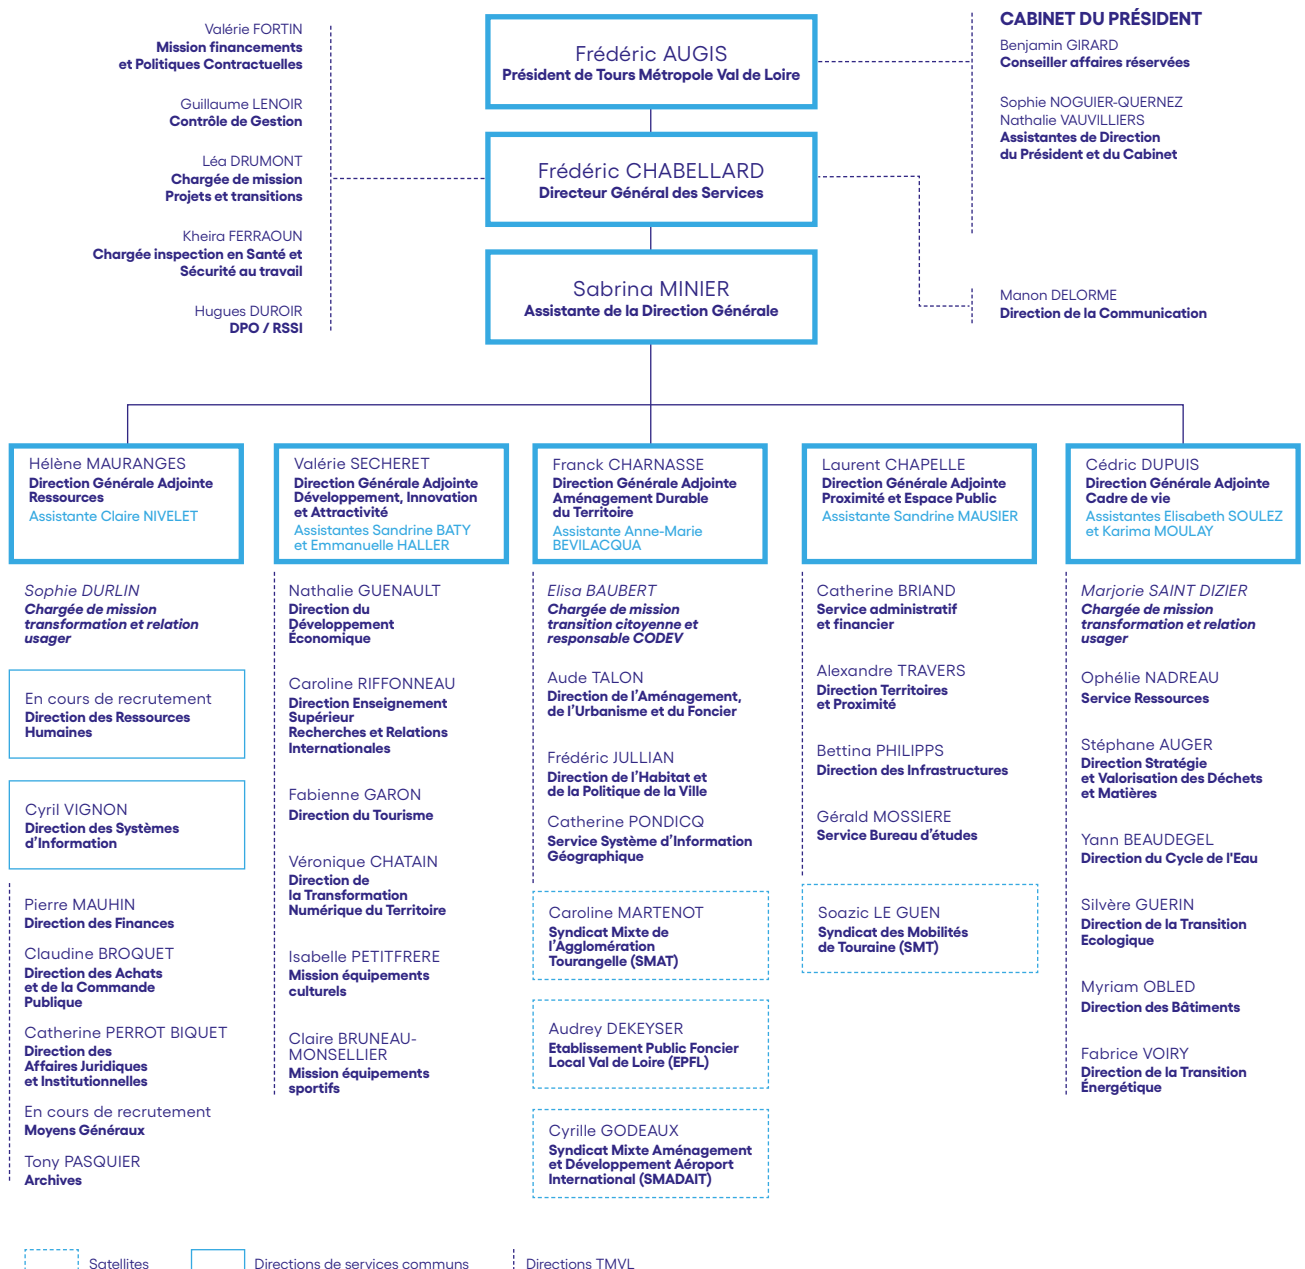 Valérie FORTIN
Mission financements
et Politiques Contractuelles
Guillaume LENOIR
Contrôle de Gestion
Léa DRUMONT
Chargée de mission
Projets et transitions
Kheira FERRAOUN
Chargée inspection en Santé et
Sécurité au travail
Hugues DUROIR
DPO / RSSI
Frédéric AUGIS
Président de Tours Métropole Val de Loire
Frédéric CHABELLARD
Directeur Général des Services
Sabrina MINIER
Assistante de la Direction Générale
CABINET DU PRÉSIDENT
Benjamin GIRARD
Conseiller affaires réservées
Sophie NOGUIER-QUERNEZ
Nathalie VAUVILLIERS
Assistantes de Direction
du Président et du Cabinet
Manon DELORME
Direction de la Communication
Hélène MAURANGES
Direction Générale Adjointe
Ressources
Assistante Claire NIVELET
Sophie DURLIN
Chargée de mission
transformation et relation
usager
En cours de recrutement
Direction des Ressources
Humaines
Cyril VIGNON
Direction des Systèmes
d'Information
Pierre MAUHIN
Direction des Finances
Claudine BROQUET
Direction des Achats
et de la Commande
Publique
Catherine PERROT BIQUET
Direction des
Affaires Juridiques
et Institutionnelles
En cours de recrutement
Moyens Généraux
Tony PASQUIER
Archives
Valérie SECHERET
Direction Générale Adjointe
Développement, Innovation
et Attractivité
Assistantes Sandrine BATY
et Emmanuelle HALLER
Nathalie GUENAULT
Direction du
Développement
Économique
Caroline RIFFONNEAU
Direction Enseignement
Supérieur
Recherches et Relations
Internationales
Fabienne GARON
Direction du Tourisme
Véronique CHATAIN
Direction de
la Transformation
Numérique du Territoire
Isabelle PETITFRERE
Mission équipements
culturels
Claire BRUNEAU-
MONSELLIER
Mission équipements
sportifs
Franck CHARNASSE
Direction Générale Adjointe
Aménagement Durable
du Territoire
Assistante Anne-Marie
BEVILACQUA
Elisa BAUBERT
Chargée de mission
transition citoyenne et
responsable CODEV
Aude TALON
Direction de l'Aménagement,
de l'Urbanisme et du Foncier
Frédéric JULLIAN
Direction de l'Habitat et
de la Politique de la Ville
Catherine PONDICQ
Service Système d'Information
Géographique
Caroline MARTENOT
Syndicat Mixte de
l'Agglomération
Tourangelle (SMAT)
Audrey DEKEYSER
Etablissement Public Foncier
Local Val de Loire (EPFL)
Cyrille GODEAUX
Syndicat Mixte Aménagement
et Développement Aéroport
International (SMADAIT)
Laurent CHAPELLE
Direction Générale Adjointe
Proximité et Espace Public
Assistante Sandrine MAUSIER
Catherine BRIAND
Service administratif
et financier
Alexandre TRAVERS
Direction Territoires
et Proximité
Bettina PHILIPPS
Direction des Infrastructures
Gérald MOSSIERE
Service Bureau d'études
Soazic LE GUEN
Syndicat des Mobilités
de Touraine (SMT)
Cédric DUPUIS
Direction Générale Adjointe
Cadre de vie
Assistantes Elisabeth SOULEZ
et Karima MOULAY
Marjorie SAINT DIZIER
Chargée de mission
transformation et relation
usager
Ophélie NADREAU
Service Ressources
Stéphane AUGER
Direction Stratégie
et Valorisation des Déchets
et Matières
Yann BEAUDEGEL
Direction du Cycle de l'Eau
Silvère GUERIN
Direction de la Transition
Ecologique
Myriam OBLED
Direction des Bâtiments
Fabrice VOIRY
Direction de la Transition
Énergétique
Satellites
Directions de services communs
Directions TMVL